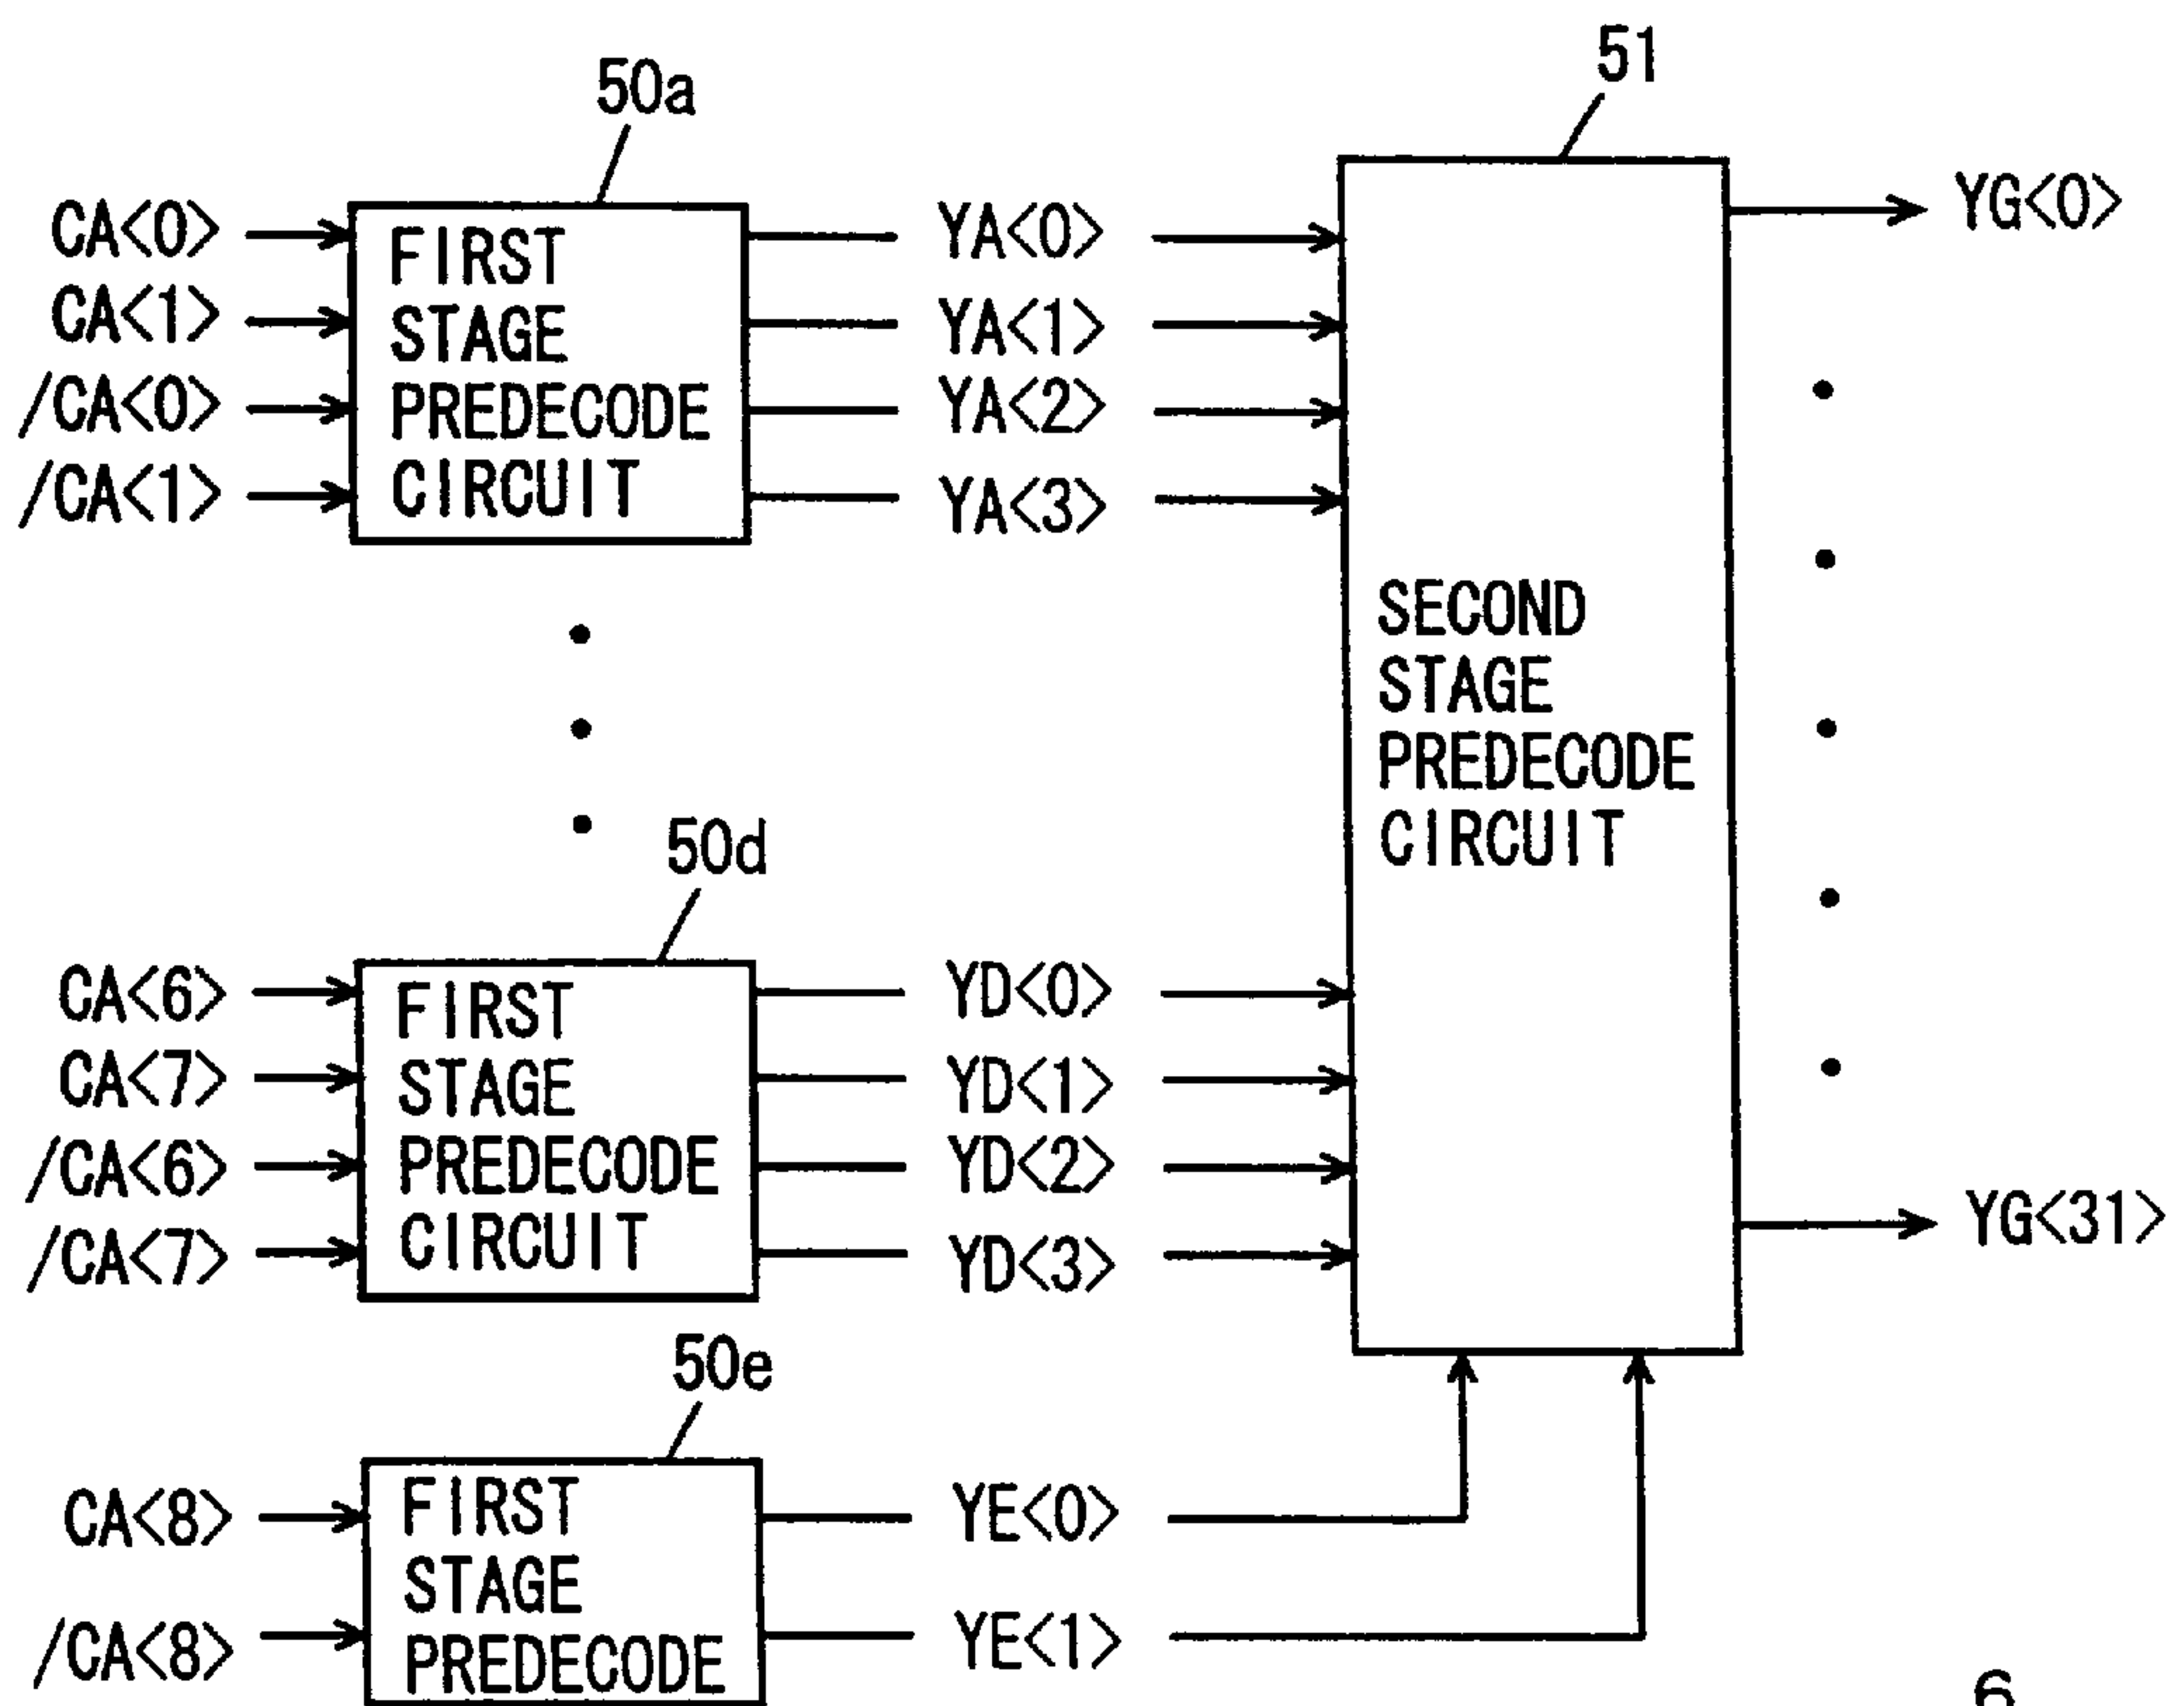 50a
51
CA<0>
CA<1>
/CA<0>
/CA<1>
FIRST
STAGE
PREDECODE
CIRCUIT
YA<0>
YA<1>
YA<2>
YA<3>
SECOND
STAGE
PREDECODE
CIRCUIT
YG<0>
YG<31>
50d
CA<6>
CA<7>
/CA<6>
/CA<7>
FIRST
STAGE
PREDECODE
CIRCUIT
YD<0>
YD<1>
YD<2>
YD<3>
50e
CA<8>
/CA<8>
FIRST
STAGE
PREDECODE
YE<0>
YE<1>